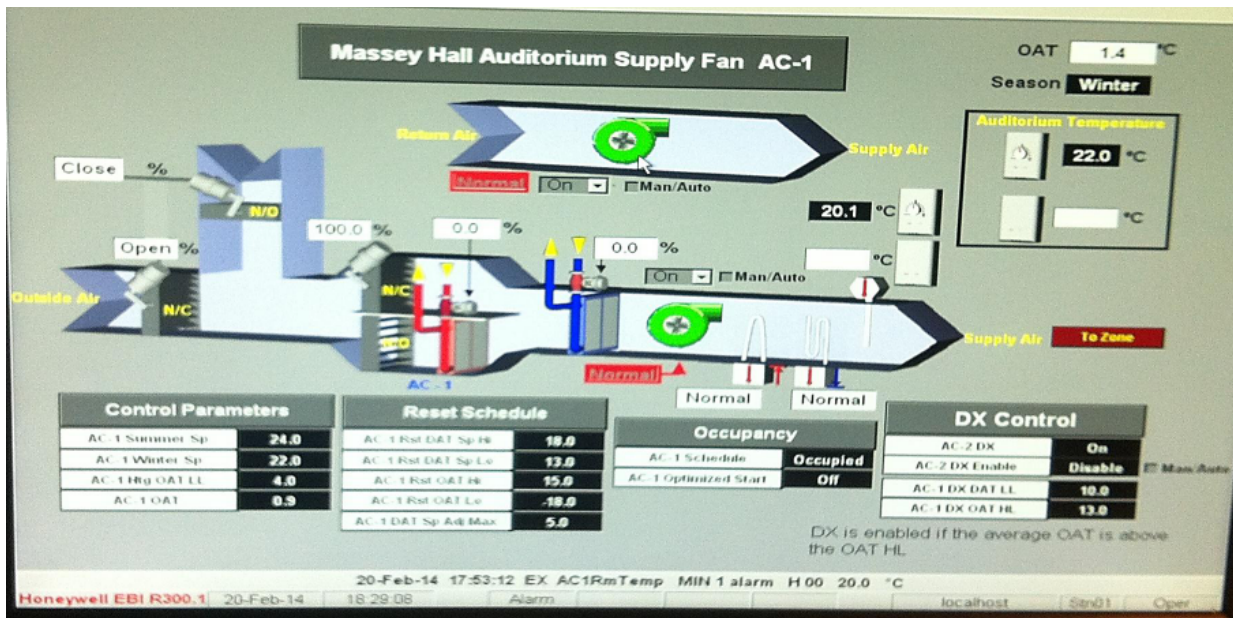 Massey Hall Auditorium Supply Fan AC-1
OAT 1.4 °C
Season Winter
Auditorium Temperature
22.0 °C
°C
Return Air
Supply Air
Normal On Man/Auto
Close %
N/O
20.1 °C
°C
100.0 %
0.0 %
0.0 %
Open %
On Man/Auto
Outside Air
N/C
N/C
N/O
Supply Air
To Zone
AC - 1
Normal
Normal
Normal
Control Parameters
AC-1 Summer Sp 24.0
AC-1 Winter Sp 22.0
AC-1 Htg OAT LL 4.0
AC-1 OAT 0.9
Reset Schedule
AC-1 Rst DAT Sp Hi 18.0
AC-1 Rst DAT Sp Lo 13.0
AC-1 Rst OAT Hi 15.0
AC-1 Rst OAT Lo -18.0
AC-1 DAT Sp Adj Max 5.0
Occupancy
AC-1 Schedule Occupied
AC-1 Optimized Start Off
DX Control
AC-2 DX On
AC-2 DX Enable Disable Man/Auto
AC-1 DX DAT LL 10.0
AC-1 DX OAT HL 13.0
DX is enabled if the average OAT is above
the OAT HL
20-Feb-14 17:53:12 EX AC1RmTemp MIN 1 alarm H 00 20.0 °C
Honeywell EBI R300.1 20-Feb-14 18:29:08 Alarm localhost Stn01 Oper